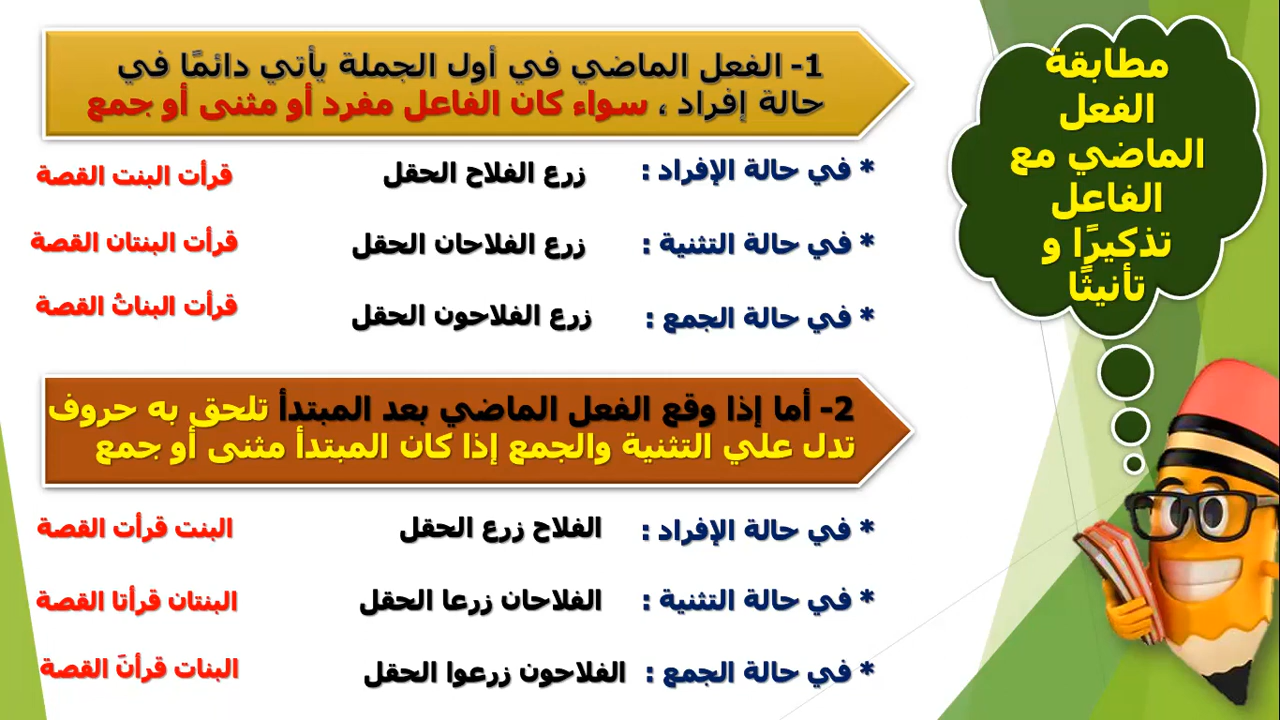 مطابقة
الفعل
الماضي مع
الفاعل
تذكيرًا و
تأنيثًا
1- الفعل الماضي في أول الجملة يأتي دائمًا في
حالة إفراد ، سواء كان الفاعل مفرد أو مثنى أو جمع
* في حالة الإفراد : زرع الفلاح الحقل قرأت البنت القصة
* في حالة التثنية : زرع الفلاحان الحقل قرأت البنتان القصة
* في حالة الجمع : زرع الفلاحون الحقل قرأت البناتُ القصة
2- أما إذا وقع الفعل الماضي بعد المبتدأ تلحق به حروف
تدل علي التثنية والجمع إذا كان المبتدأ مثنى أو جمع
* في حالة الإفراد : الفلاح زرع الحقل البنت قرأت القصة
* في حالة التثنية : الفلاحان زرعا الحقل البنتان قرأتا القصة
* في حالة الجمع : الفلاحون زرعوا الحقل البنات قرأنَ القصة